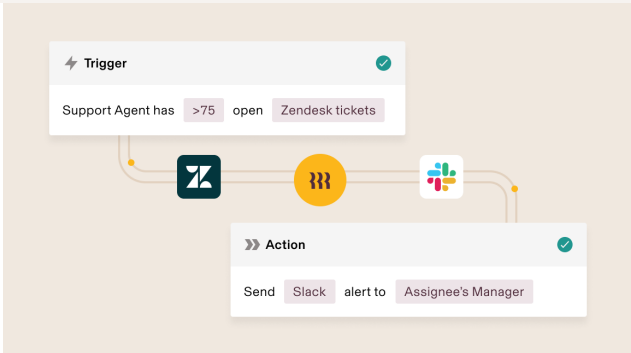 Trigger
Support Agent has >75 open Zendesk tickets
Action
Send Slack alert to Assignee's Manager